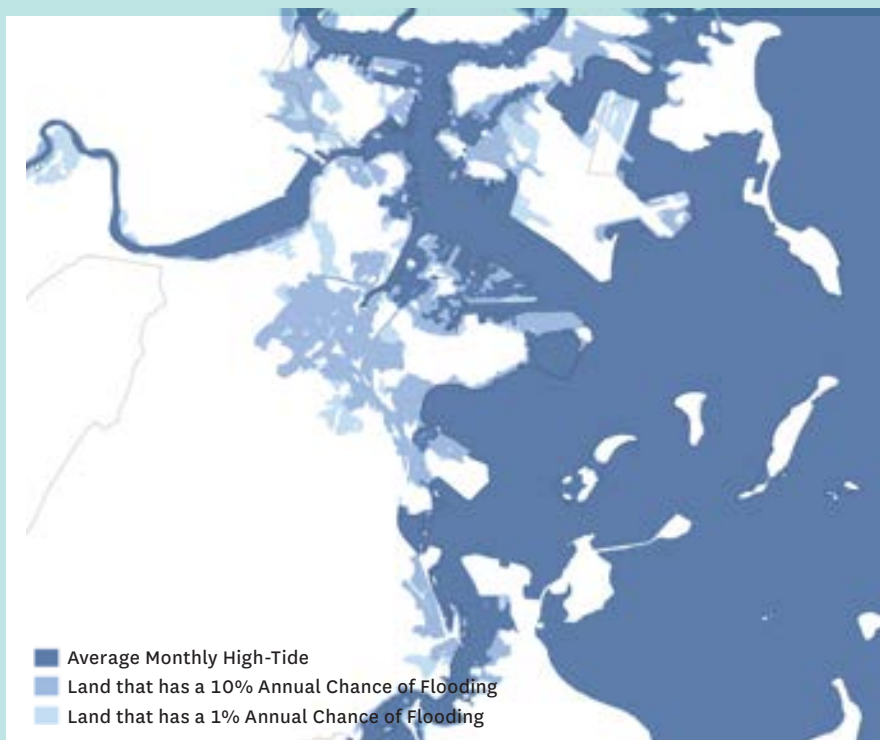 Average Monthly High-Tide
Land that has a 10% Annual Chance of Flooding
Land that has a 1% Annual Chance of Flooding